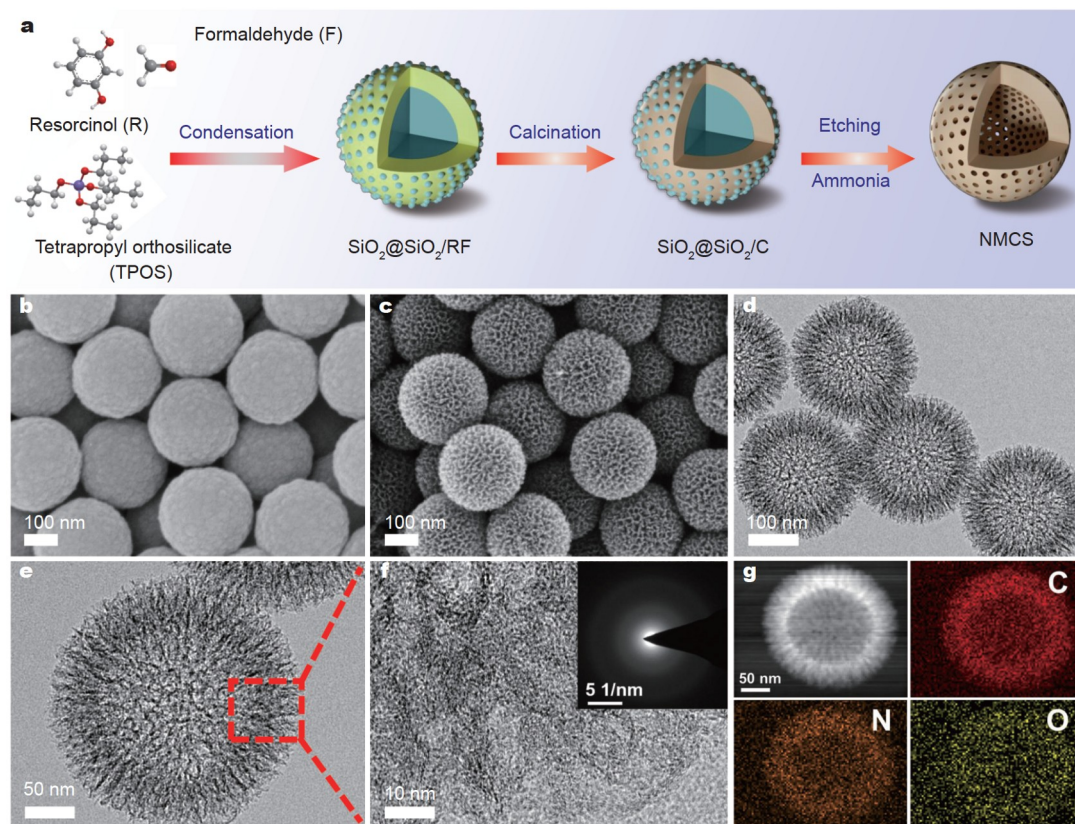 a
Formaldehyde (F)
Resorcinol (R)
Condensation
Calcination
Etching
Ammonia
Tetrapropyl orthosilicate
(TPOS)
SiO₂@SiO₂/RF
SiO₂@SiO₂/C
NMCS
b
100 nm
c
100 nm
d
100 nm
e
50 nm
f
5 1/nm
10 nm
g
50 nm
C
N
O